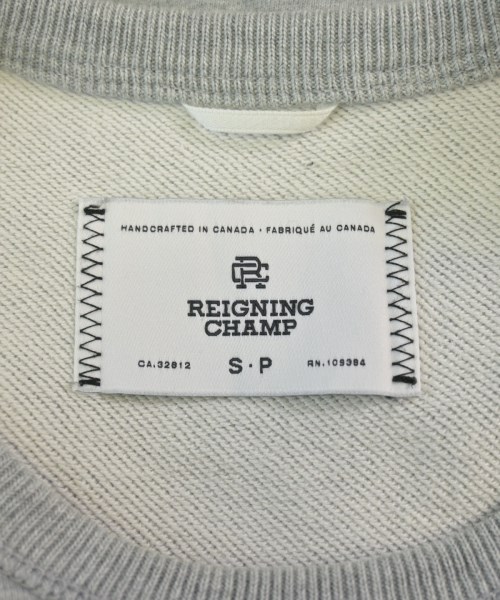 HANDCRAFTED IN CANADA · FABRIQUÉ AU CANADA
RC
REIGNING
CHAMP
CA.32812 S·P RN.109384